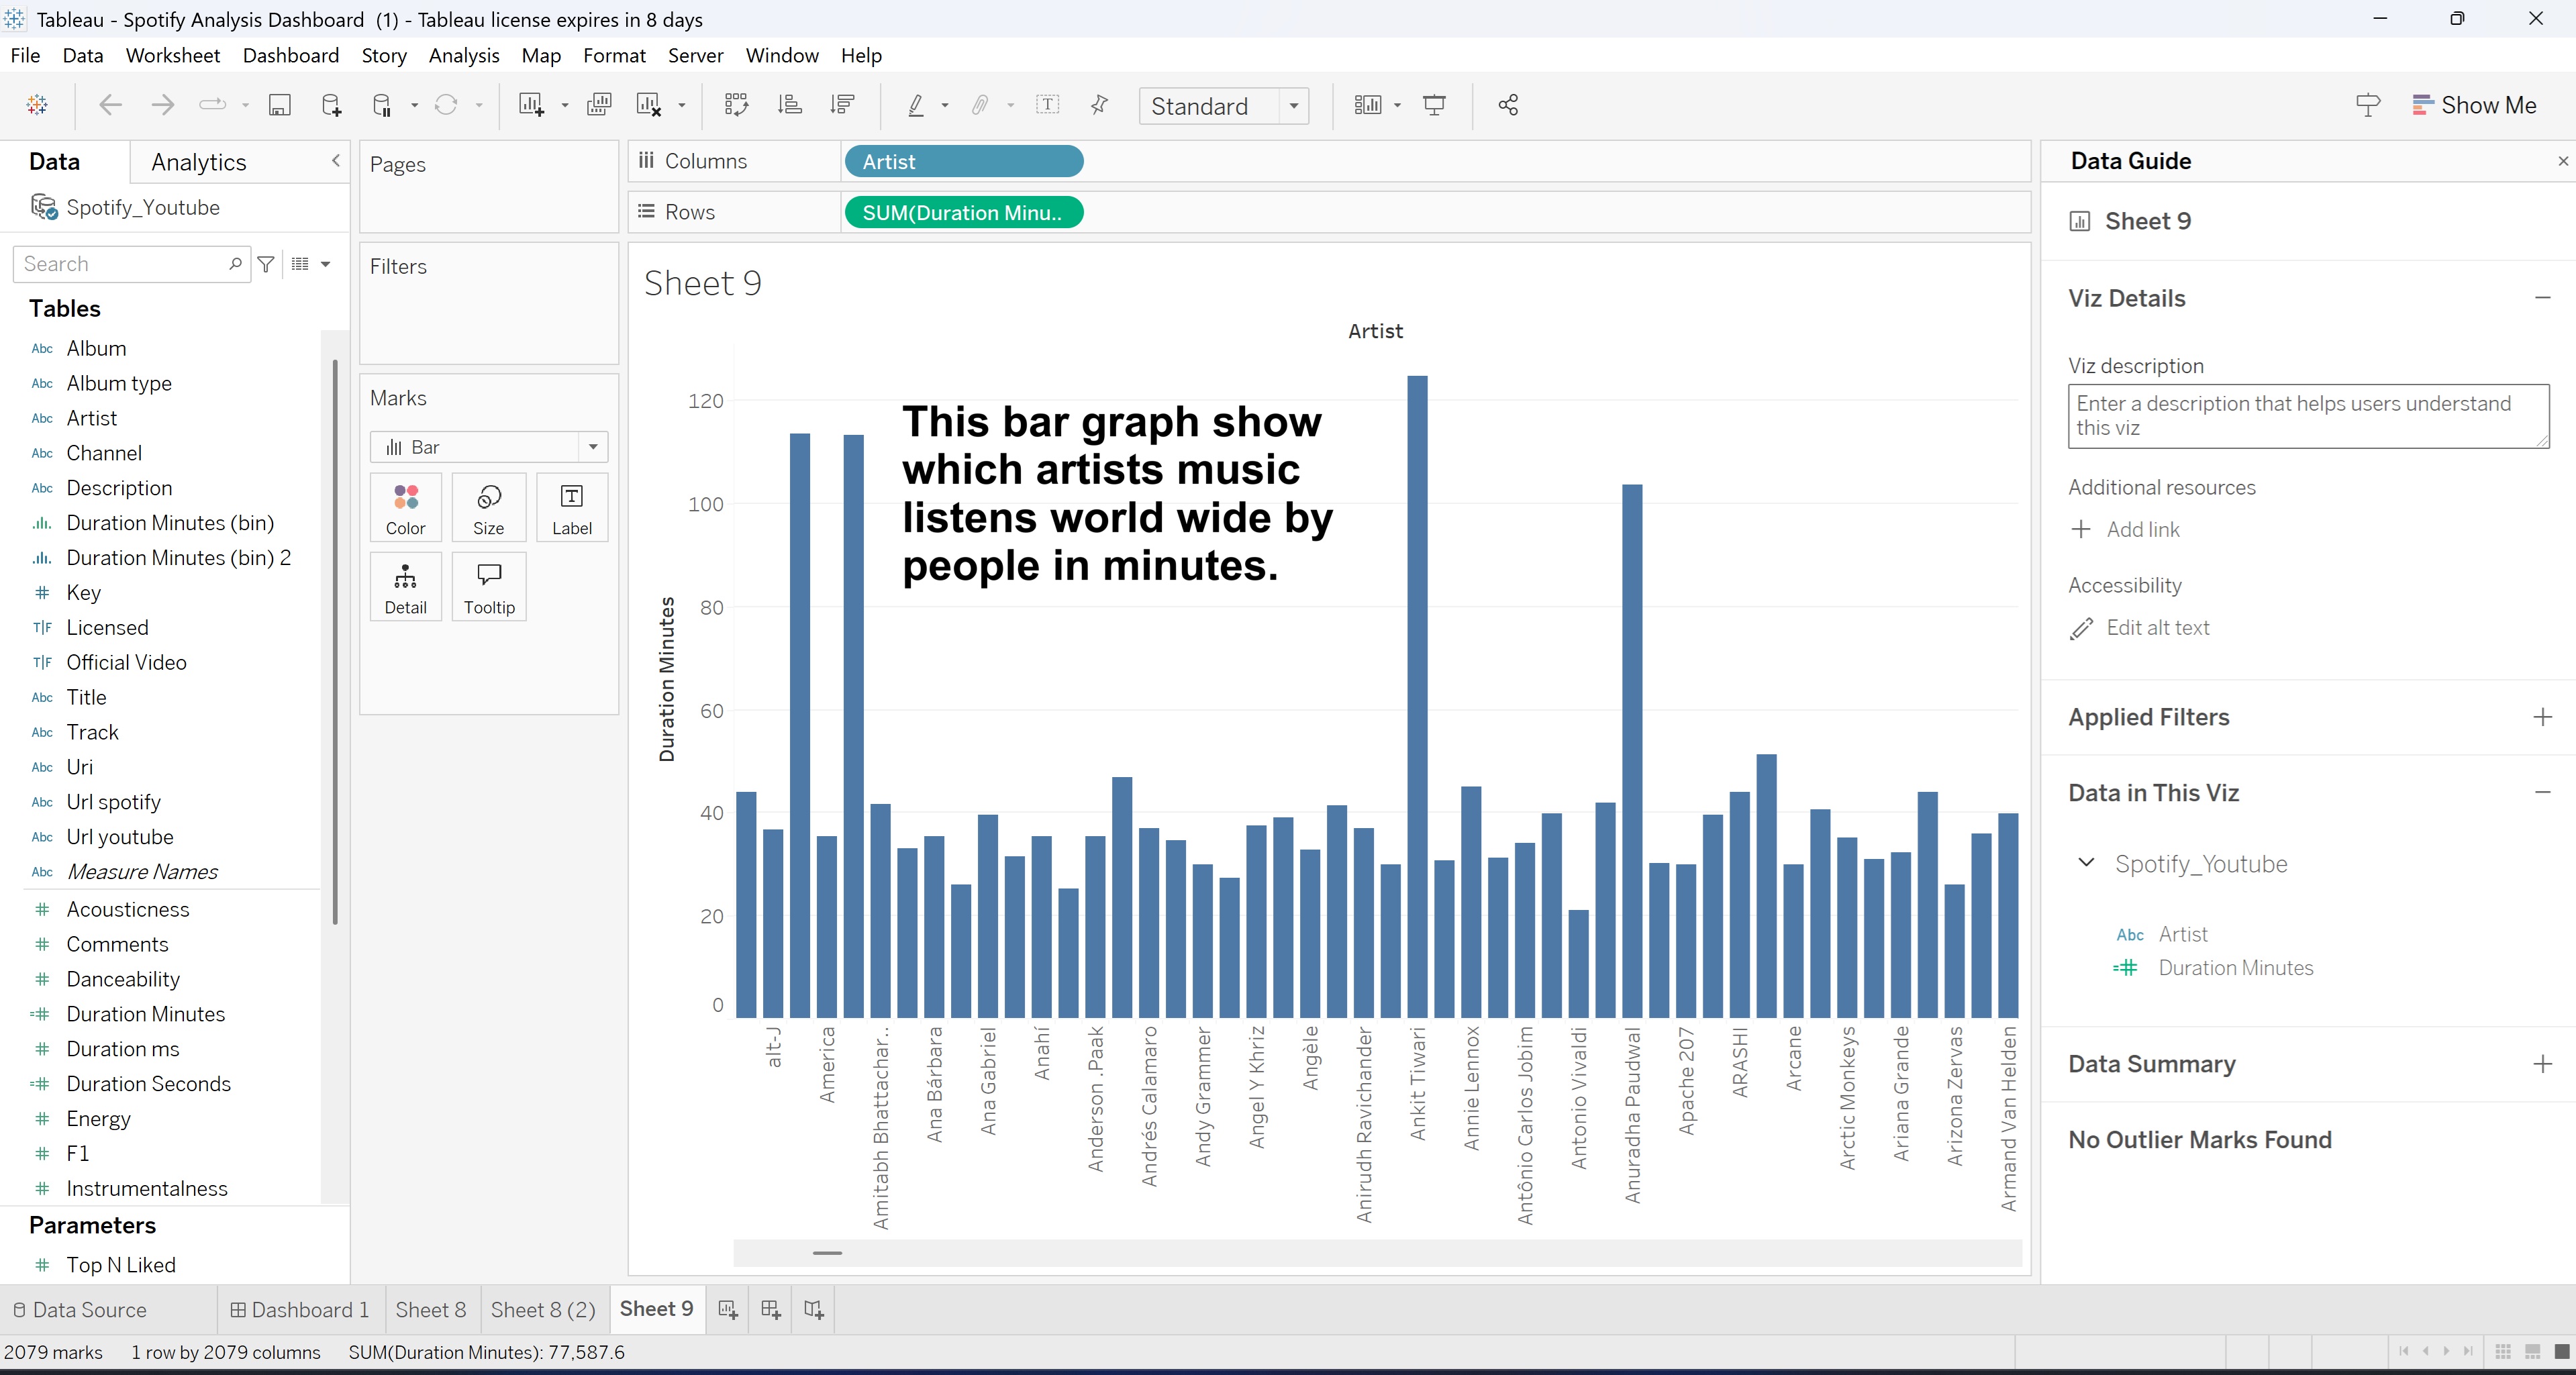 Tableau - Spotify Analysis Dashboard (1) - Tableau license expires in 8 days
File Data Worksheet Dashboard Story Analysis Map Format Server Window Help
Standard
Show Me
Data
Analytics
Spotify_Youtube
Search
Tables
Abc Album
Abc Album type
Abc Artist
Abc Channel
Abc Description
Duration Minutes (bin)
Duration Minutes (bin) 2
# Key
T|F Licensed
T|F Official Video
Abc Title
Abc Track
Abc Uri
Abc Url spotify
Abc Url youtube
Abc Measure Names
# Acousticness
# Comments
# Danceability
=# Duration Minutes
# Duration ms
=# Duration Seconds
# Energy
# F1
# Instrumentalness
Parameters
# Top N Liked
Pages
Filters
Marks
Bar
Color Size Label
Detail Tooltip
Columns Artist
Rows SUM(Duration Minu..
Sheet 9
Artist
This bar graph show
which artists music
listens world wide by
people in minutes.
Duration Minutes
120
100
80
60
40
20
0
alt-J
America
Amitabh Bhattachar..
Ana Bárbara
Ana Gabriel
Anahí
Anderson .Paak
Andrés Calamaro
Andy Grammer
Angel Y Khriz
Angèle
Anirudh Ravichander
Ankit Tiwari
Annie Lennox
Antônio Carlos Jobim
Antonio Vivaldi
Anuradha Paudwal
Apache 207
ARASHI
Arcane
Arctic Monkeys
Ariana Grande
Arizona Zervas
Armand Van Helden
Data Guide
Sheet 9
Viz Details
Viz description
Enter a description that helps users understand
this viz
Additional resources
Add link
Accessibility
Edit alt text
Applied Filters
Data in This Viz
Spotify_Youtube
Abc Artist
=# Duration Minutes
Data Summary
No Outlier Marks Found
Data Source Dashboard 1 Sheet 8 Sheet 8 (2) Sheet 9
2079 marks 1 row by 2079 columns SUM(Duration Minutes): 77,587.6